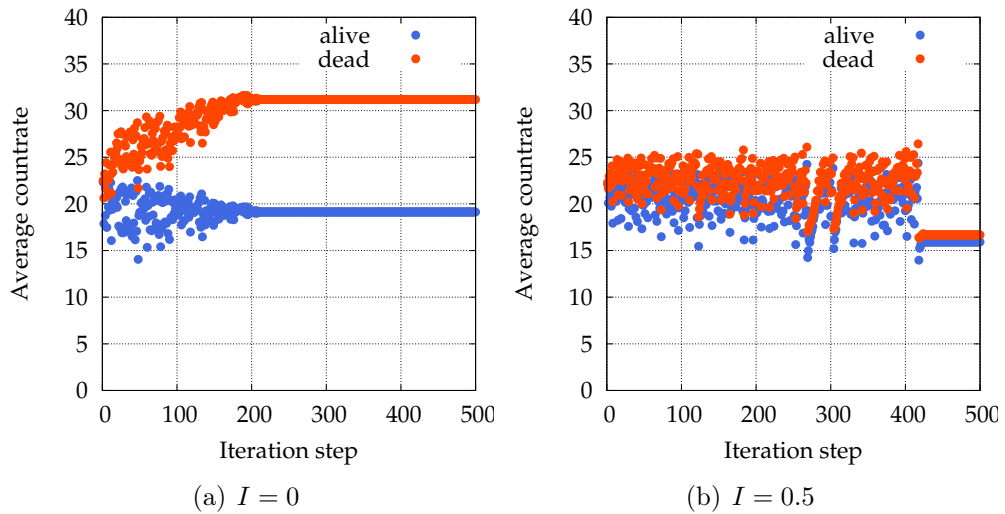 40
35
30
25
20
15
10
5
0
Average countrate
alive
dead
0 100 200 300 400 500
Iteration step
(a) I = 0
40
35
30
25
20
15
10
5
0
Average countrate
alive
dead
0 100 200 300 400 500
Iteration step
(b) I = 0.5